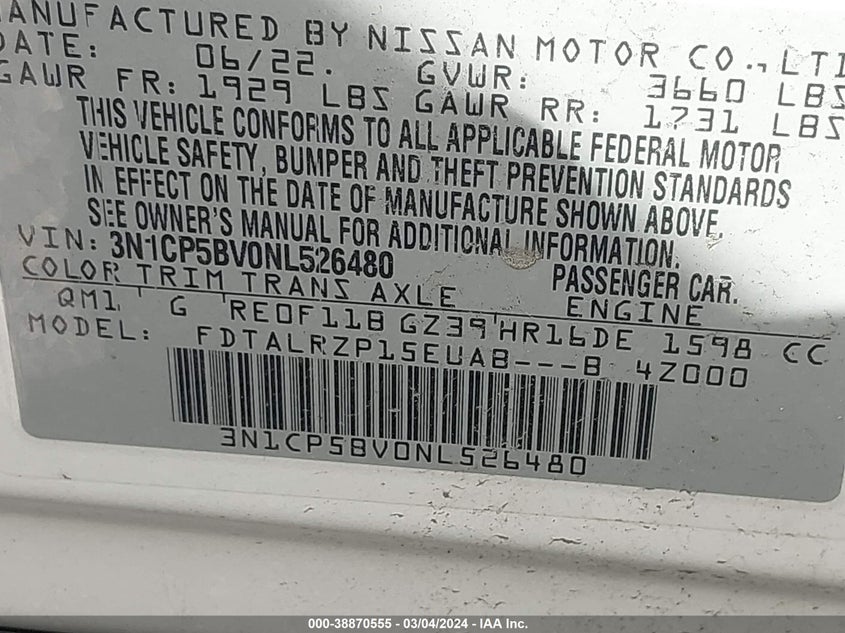 MANUFACTURED BY NISSAN MOTOR CO., LTD
DATE: 06/22. GVWR: 3660 LBS
GAWR FR: 1929 LBS GAWR RR: 1731 LBS
THIS VEHICLE CONFORMS TO ALL APPLICABLE FEDERAL MOTOR
VEHICLE SAFETY, BUMPER AND THEFT PREVENTION STANDARDS
IN EFFECT ON THE DATE OF MANUFACTURE SHOWN ABOVE.
SEE OWNER'S MANUAL FOR ADDITIONAL INFORMATION.
VIN: 3N1CP5BV0NL526480 PASSENGER CAR.
COLOR TRIM TRANS AXLE ENGINE
QM1 G RE0F11B GZ39 HR16DE 1598 CC
MODEL: FDTALRZP15EUAB---B 4Z000
3N1CP5BV0NL526480
000-38870555 - 03/04/2024 - IAA Inc.